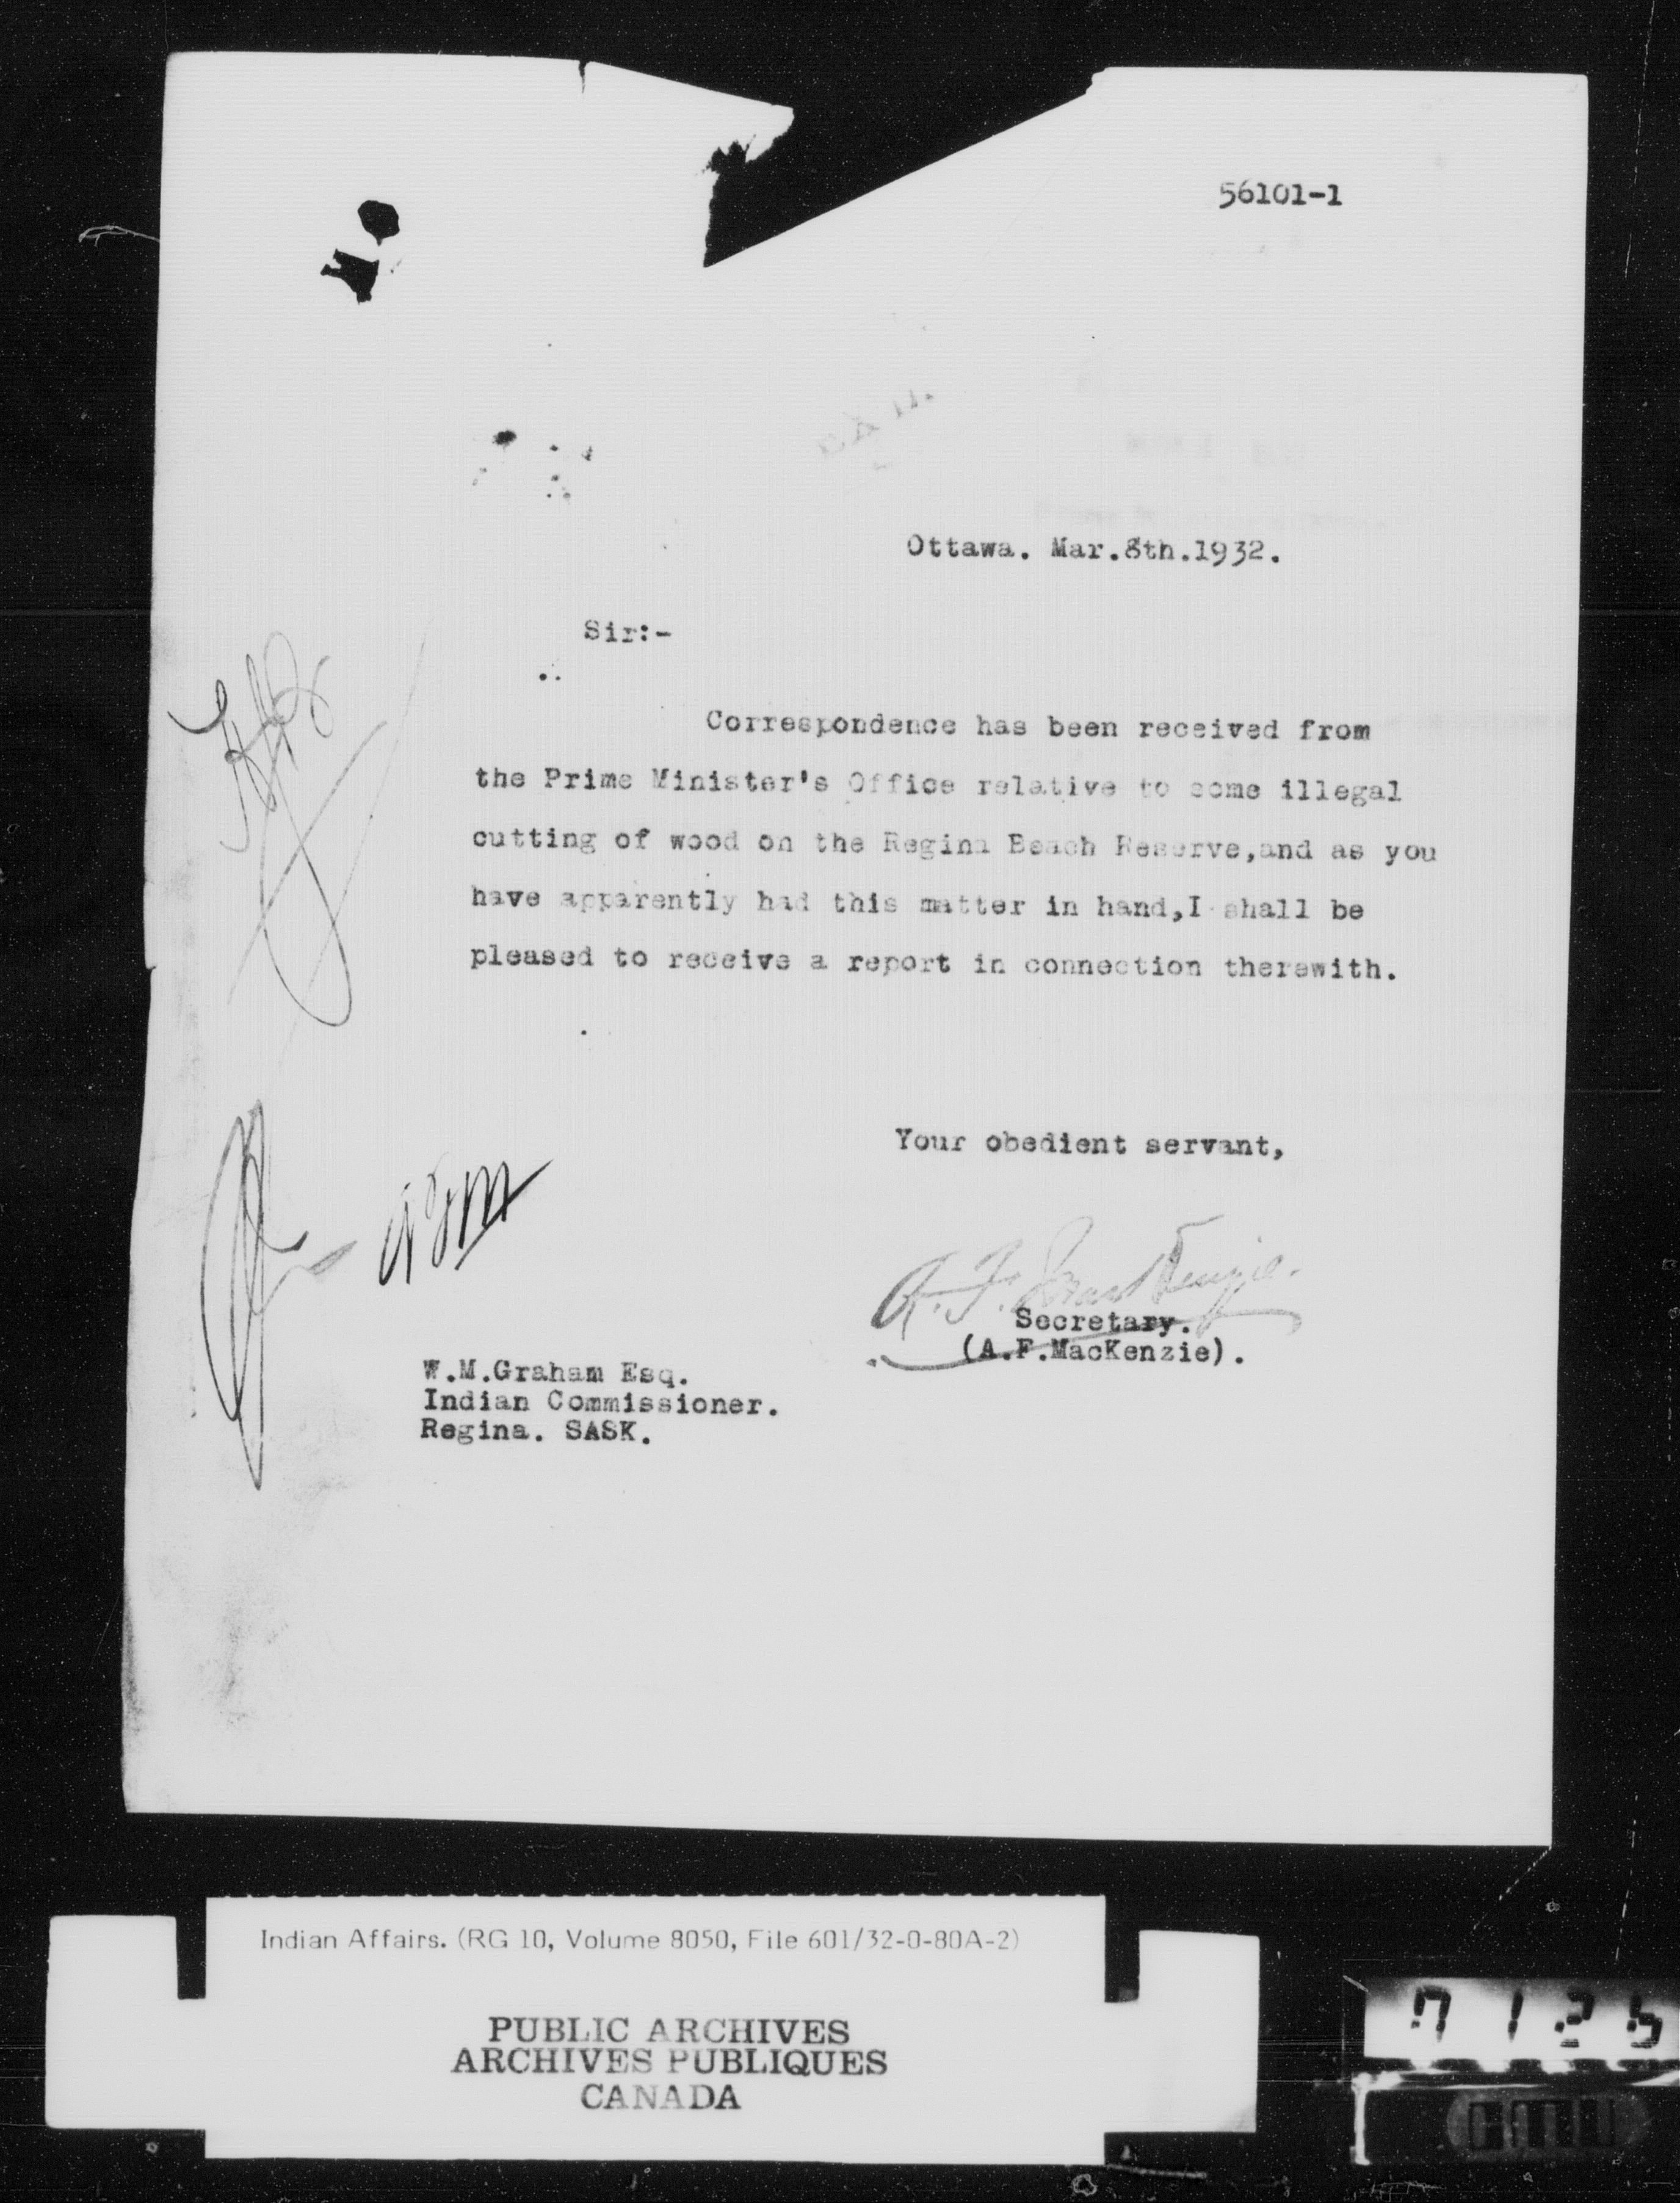 56101-1
Ottawa. Mar.8th.1932.
Sir:-
Correspondence has been received from
the Prime Minister's Office relative to some illegal
cutting of wood on the Regina Beach Reserve,and as you
have apparently had this matter in hand,I shall be
pleased to receive a report in connection therewith.
Your obedient servant,
A. F. MacKenzie.
Secretary.
(A.F.MacKenzie).
W.M.Graham Esq.
Indian Commissioner.
Regina. SASK.
Indian Affairs. (RG 10, Volume 8050, File 601/32-0-80A-2)
PUBLIC ARCHIVES
ARCHIVES PUBLIQUES
CANADA